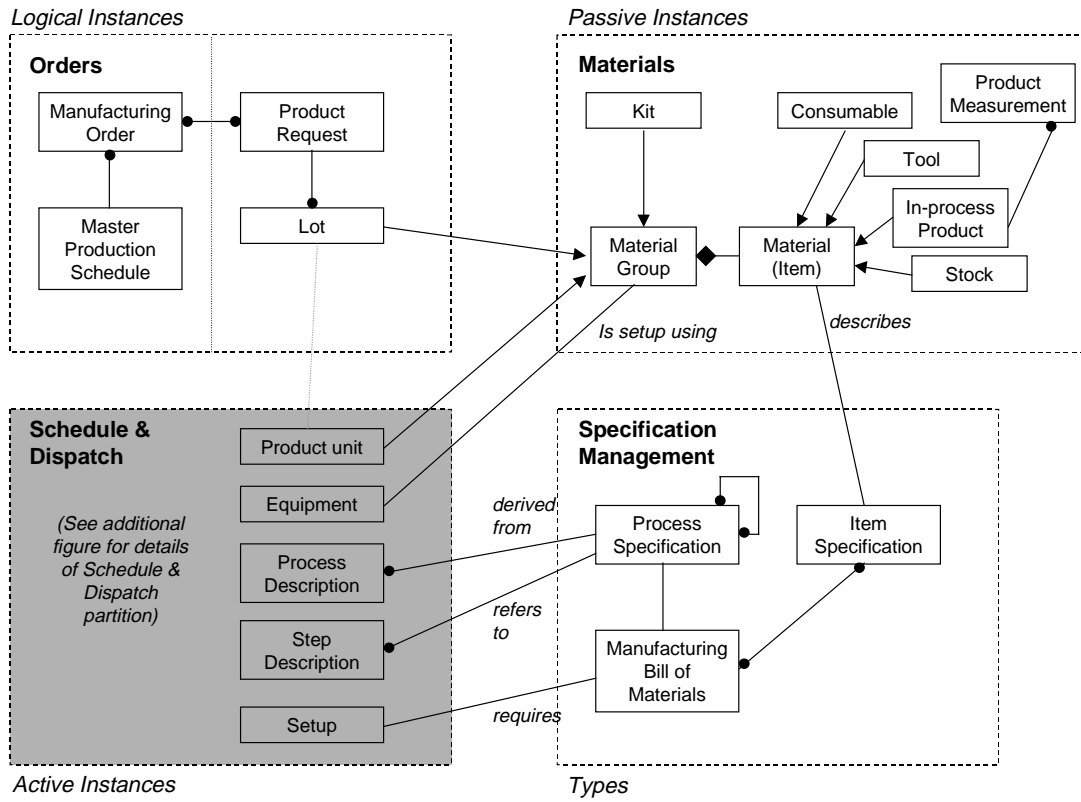 Logical Instances
Orders
Manufacturing
Order
Product
Request
Master
Production
Schedule
Lot
Passive Instances
Materials
Kit
Consumable
Product
Measurement
Tool
In-process
Product
Stock
Material
Group
Material
(Item)
Is setup using
describes
Schedule &
Dispatch
(See additional
figure for details
of Schedule &
Dispatch
partition)
Product unit
Equipment
Process
Description
Step
Description
Setup
Active Instances
derived
from
refers
to
requires
Specification
Management
Process
Specification
Item
Specification
Manufacturing
Bill of
Materials
Types